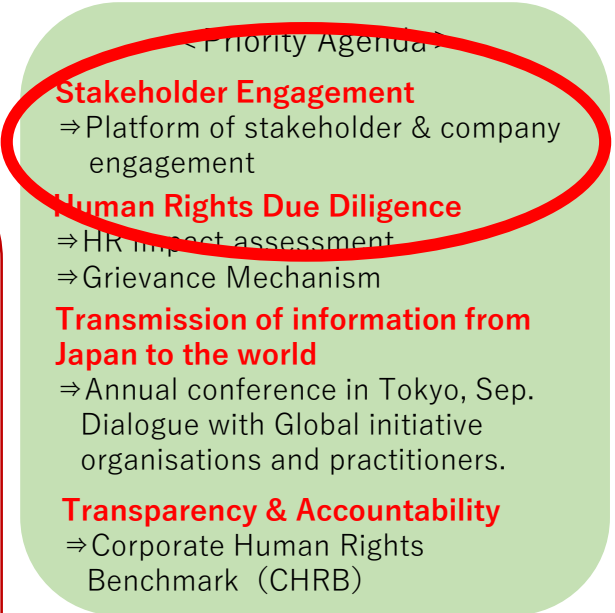 <Priority Agenda>
Stakeholder Engagement
⇒Platform of stakeholder & company
engagement
Human Rights Due Diligence
⇒HR impact assessment
⇒Grievance Mechanism
Transmission of information from
Japan to the world
⇒Annual conference in Tokyo, Sep.
Dialogue with Global initiative
organisations and practitioners.
Transparency & Accountability
⇒Corporate Human Rights
Benchmark（CHRB）